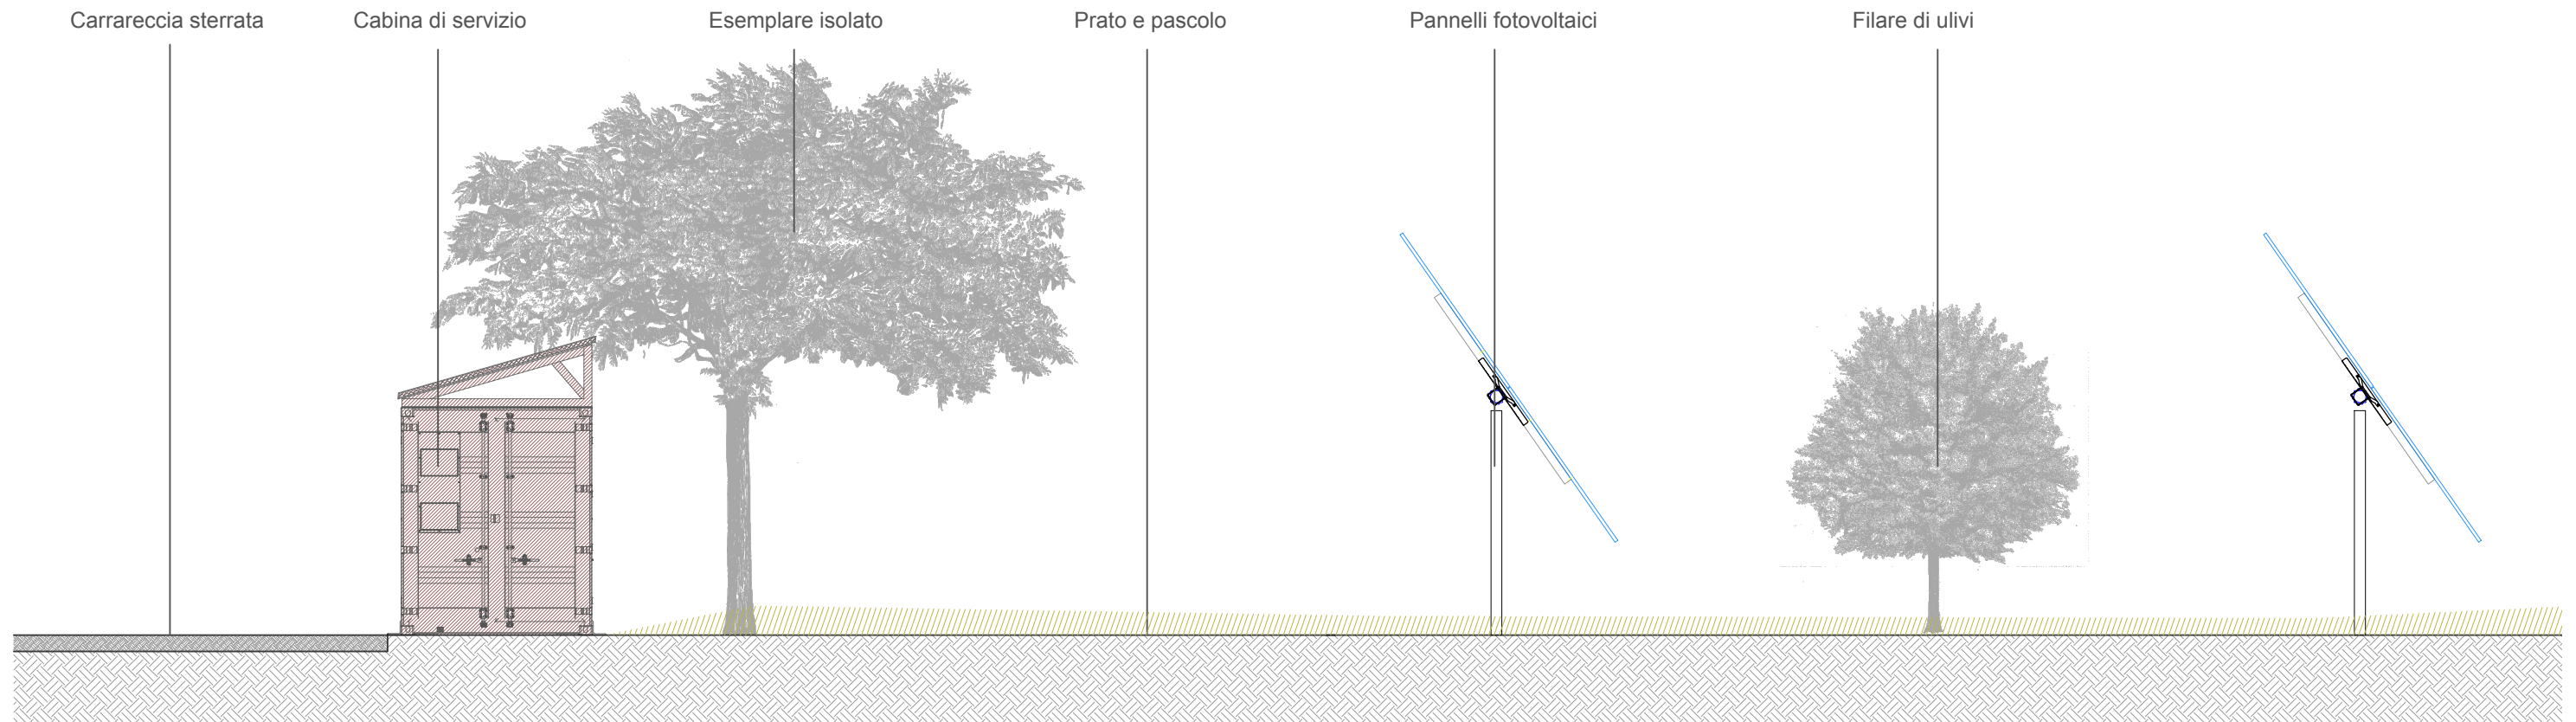 Carrareccia sterrata
Cabina di servizio
Esemplare isolato
Prato e pascolo
Pannelli fotovoltaici
Filare di ulivi